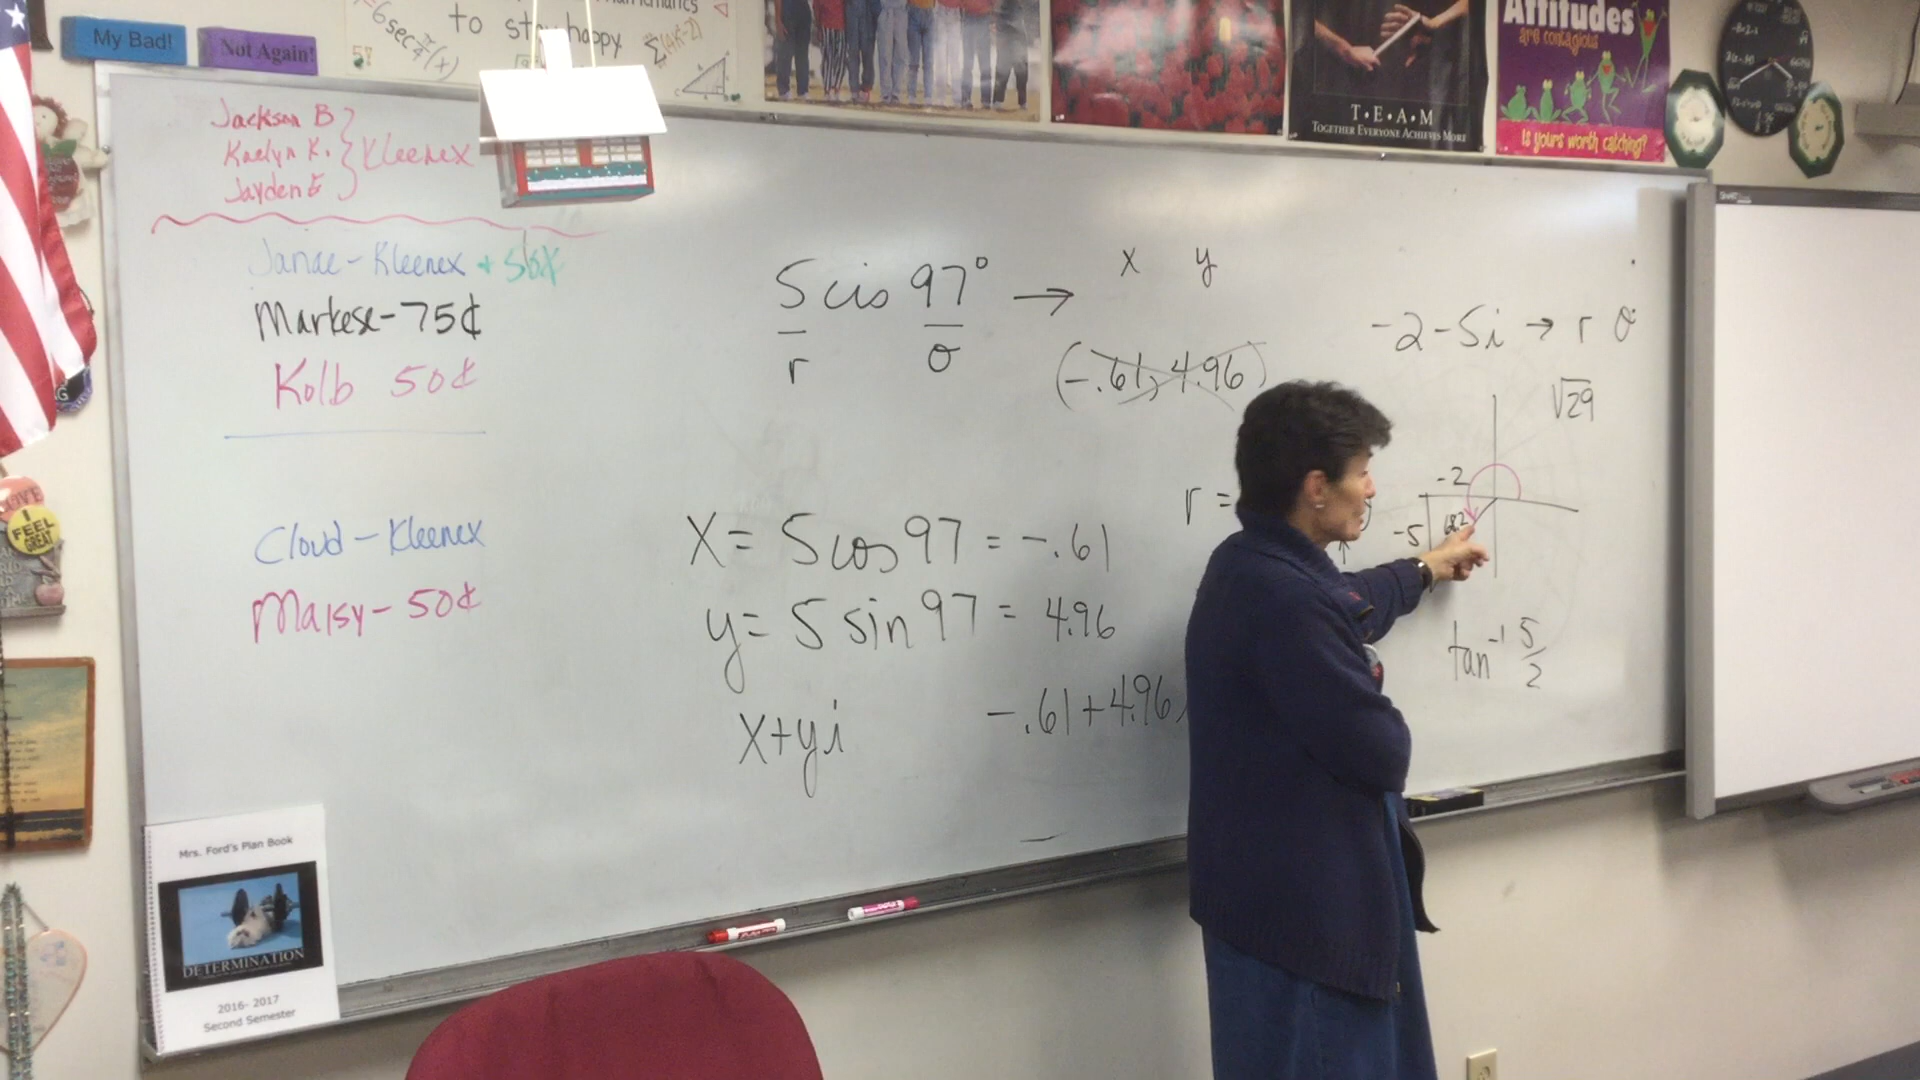 My Bad!
Not Again!
to stay happy
Jackson B
Kaelyn K. } Kleenex
Jayden E
Janae - Kleenex +
Markese - 75¢
Kolb 50¢
Cloud - Kleenex
Maisy - 50¢
5 cis 97° →
r θ
x y
(-.61, 4.96)
x = 5 cos 97 = -.61
y = 5 sin 97 = 4.96
x + yi
-.61 + 4.96
r =
-2 - 5i → r θ
√29
-2
-5
68.2
tan⁻¹ 5/2
T•E•A•M
TOGETHER EVERYONE ACHIEVES MORE
Attitudes
are contagious
Is yours worth catching?
I
FEEL
GREAT
Mrs. Ford's Plan Book
DETERMINATION
2016- 2017
Second Semester